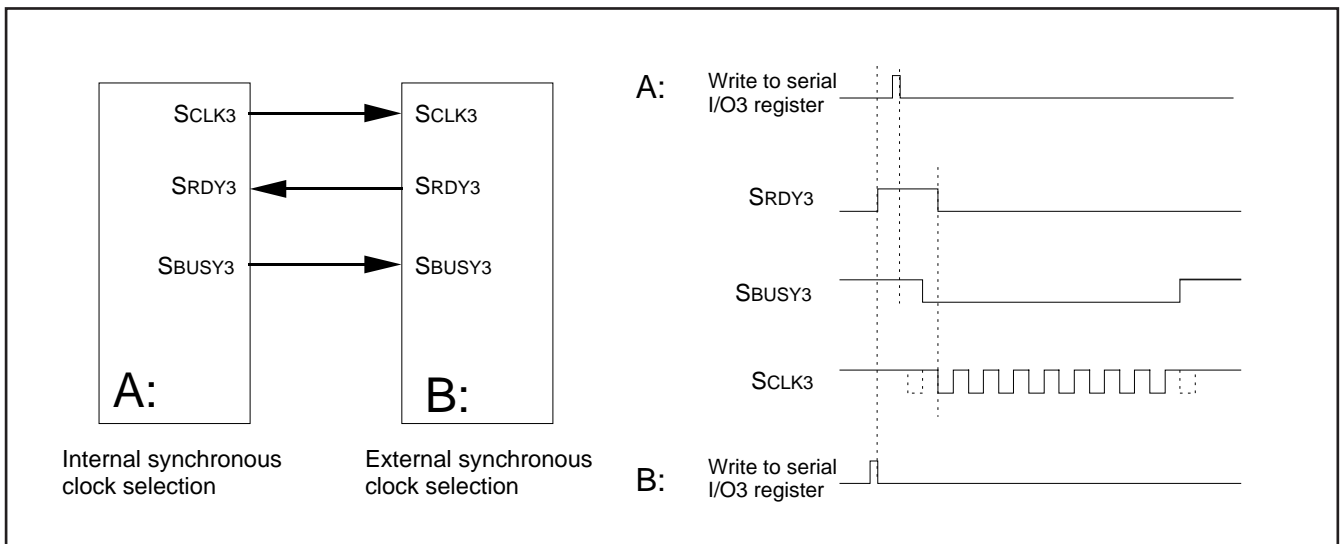 SCLK3
SRDY3
SBUSY3
A:
Internal synchronous
clock selection
SCLK3
SRDY3
SBUSY3
B:
External synchronous
clock selection
A:
Write to serial
I/O3 register
SRDY3
SBUSY3
SCLK3
B:
Write to serial
I/O3 register